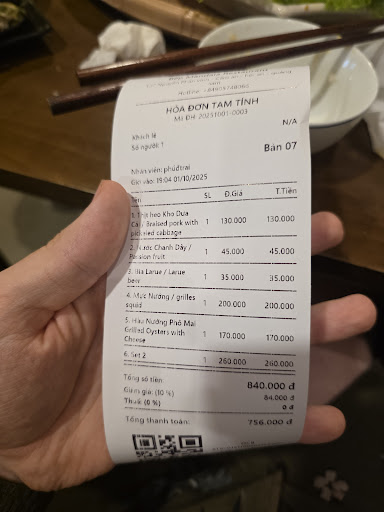 HÓA ĐƠN TẠM TÍNH
Mã ĐH: 20251001-0003
Khách lẻ N/A
Số người: 1 Bàn 07
Nhân viên: phúdtrai
Giờ vào: 19:04 01/10/2025
Tên SL Đ.Giá T.Tiền
1. Thịt heo Kho Dưa
Cải / Braised pork with 1 130.000 130.000
pickled cabbage
2. Nước Chanh Dây / 1 45.000 45.000
Passion fruit
3. Bia Larue / Larue 1 35.000 35.000
beer
4. Mực Nướng / grilles 1 200.000 200.000
squid
5. Hàu Nướng Phô Mai 1 170.000 170.000
Grilled Oysters with
Cheese
6. Set 2 1 260.000 260.000
Tổng số tiền: 840.000 đ
Giảm giá: (10 %) 84.000 đ
Thuế: (0 %) 0 đ
Tổng thanh toán: 756.000 đ